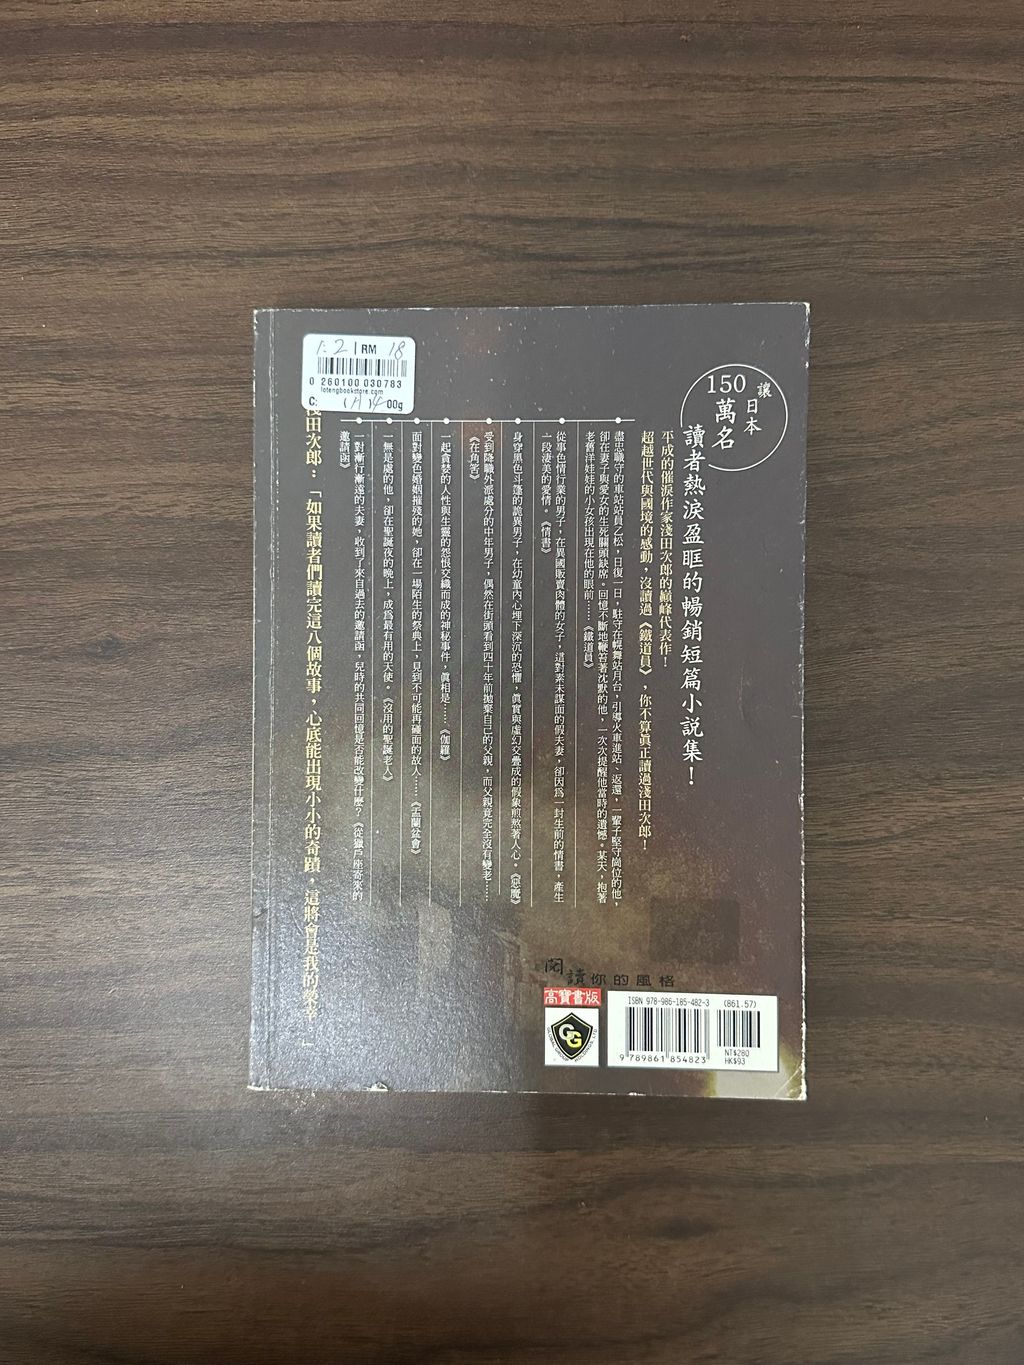 讓
日本
150
萬名
讀者熱淚盈眶的暢銷短篇小說集！
平成的催淚作家淺田次郎的巔峰代表作！
超越世代與國境的感動，沒讀過《鐵道員》，你不算真正讀過淺田次郎！
盡忠職守的車站站員乙松，日復一日，駐守在幌舞站月台，引導火車進站、返還，一輩子堅守崗位的他，
卻在妻子與愛女的生死關頭缺席。回憶不斷地鞭笞著沈默的他，一次次提醒他當時的遺憾。某天，抱著
老舊洋娃娃的小女孩出現在他的眼前……《鐵道員》
從事色情行業的男子，在異國販賣肉體的女子，這對素未謀面的假夫妻，卻因為一封生前的情書，產生
一段淒美的愛情。《情書》
身穿黑色斗篷的詭異男子，在幼童內心埋下深沉的恐懼，真實與虛幻交疊成的假象煎熬著人心。《惡魔》
受到降職外派處分的中年男子，偶然在街頭看到四十年前拋棄自己的父親，而父親竟完全沒有變老……
《在角筈》
一起貪婪的人性與生靈的怨恨交織而成的神秘事件，真相是……《伽羅》
面對變色婚姻摧殘的她，卻在一場陌生的祭典上，見到不可能再碰面的故人……《盂蘭盆會》
一無是處的他，卻在聖誕夜的晚上，成為最有用的天使。《沒用的聖誕老人》
一對漸行漸遠的夫妻，收到了來自過去的邀請函，兒時的共同回憶是否能改變什麼？《從獵戶座寄來的
邀請函》
田次郎：「如果讀者們讀完這八個故事，心底能出現小小的奇蹟，這將會是我的榮幸。」
1:2 | RM 18
0 260100 030783
lotengbookstore.com
C: 00g
閱讀你的風格
高寶書版
GG
ISBN 978-986-185-482-3 (861.57)
9 789861 854823
NT$280
HK$93